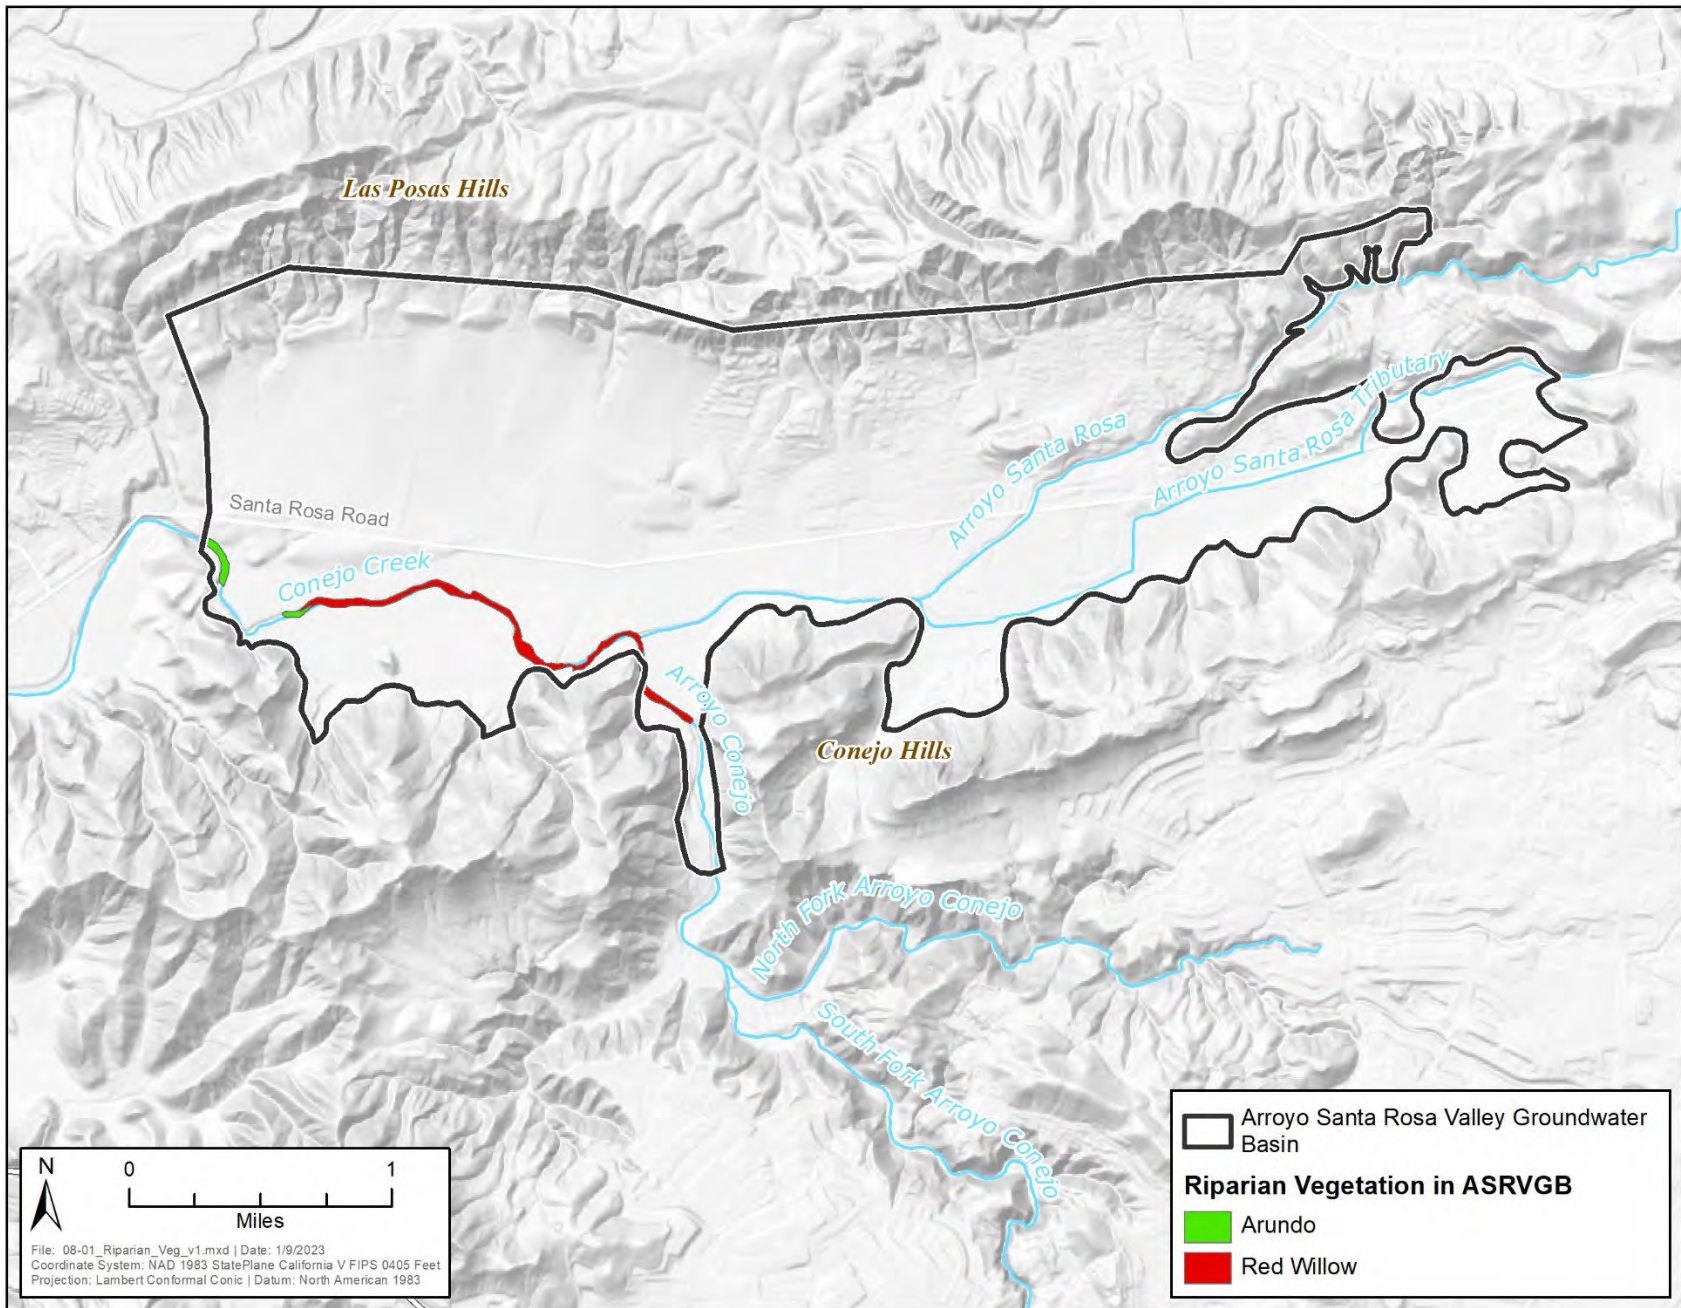 Las Posas Hills
Arroyo Santa Rosa Tributary
Arroyo Santa Rosa
Santa Rosa Road
Conejo Creek
Arroyo Conejo
Conejo Hills
North Fork Arroyo Conejo
South Fork Arroyo Conejo
N
0 1
Miles
File: 08-01_Riparian_Veg_v1.mxd | Date: 1/9/2023
Coordinate System: NAD 1983 StatePlane California V FIPS 0405 Feet
Projection: Lambert Conformal Conic | Datum: North American 1983
Arroyo Santa Rosa Valley Groundwater
Basin
Riparian Vegetation in ASRVGB
Arundo
Red Willow